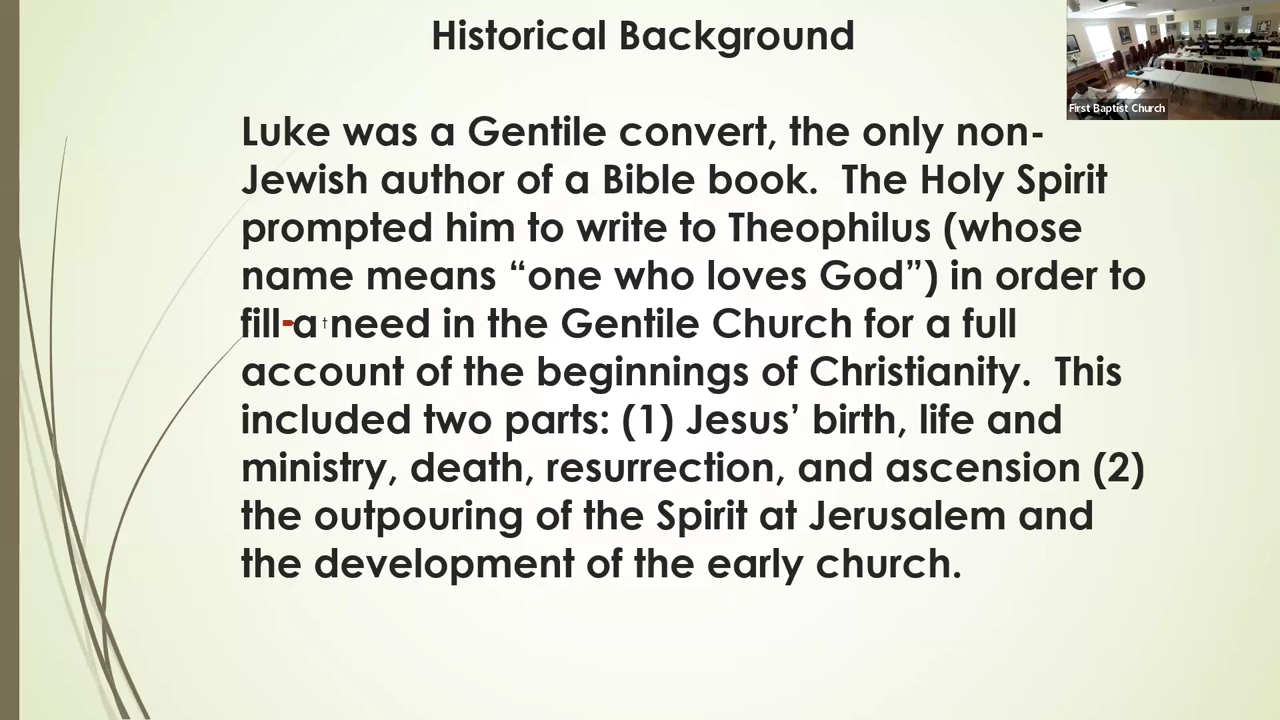 Historical Background
First Baptist Church
Luke was a Gentile convert, the only non-
Jewish author of a Bible book.  The Holy Spirit
prompted him to write to Theophilus (whose
name means “one who loves God”) in order to
fill a need in the Gentile Church for a full
account of the beginnings of Christianity.  This
included two parts: (1) Jesus’ birth, life and
ministry, death, resurrection, and ascension (2)
the outpouring of the Spirit at Jerusalem and
the development of the early church.